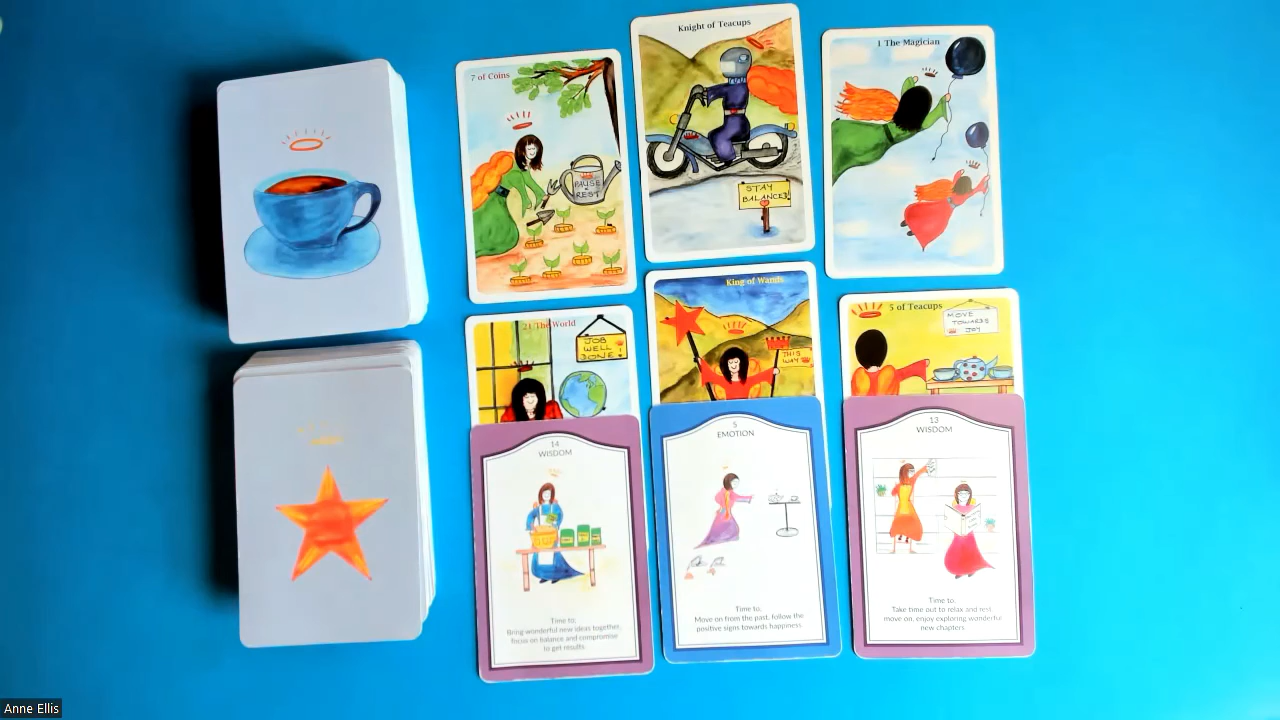 7 of Coins
PAUSE
REST
Knight of Teacups
STAY
BALANCED!
1 The Magician
21 The World
JOB
WELL
DONE!
King of Wands
THIS
WAY
5 of Teacups
MOVE
TOWARDS
JOY
14
WISDOM
Time to;
Bring wonderful new ideas together,
focus on balance and compromise
to get results.
5
EMOTION
Time to;
Move on from the past, follow the
positive signs towards happiness.
13
WISDOM
Time to;
Take time out to relax and rest,
move on, enjoy exploring wonderful
new chapters.
Anne Ellis